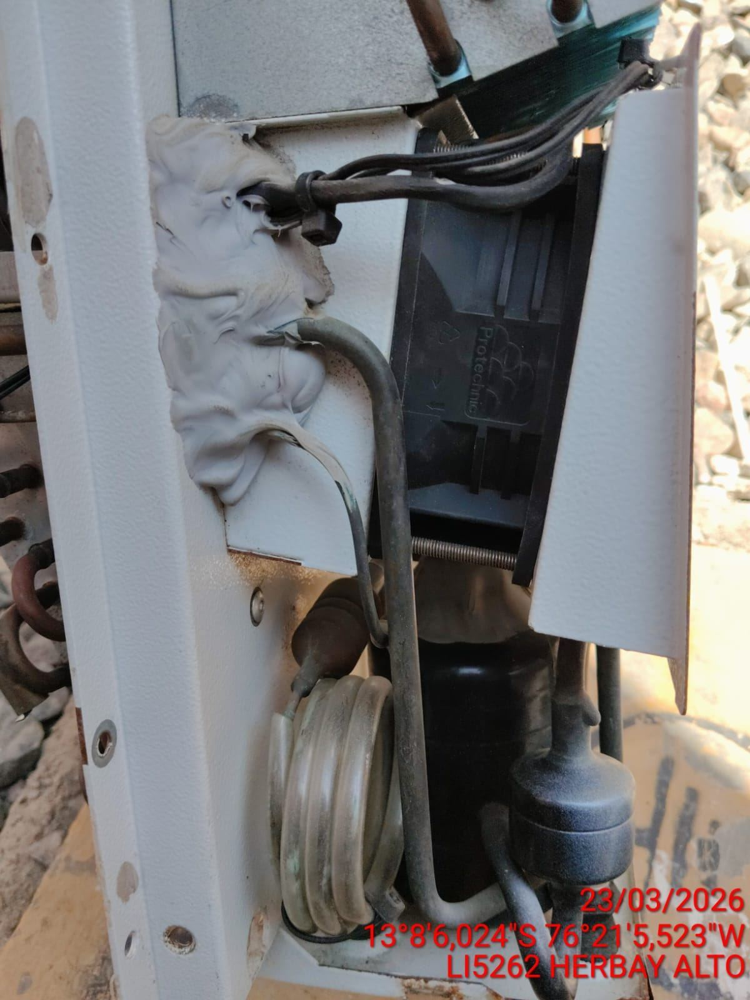 Protechnic
23/03/2026
13°8'6,024"S 76°21'5,523"W
LI5262 HERBAY ALTO